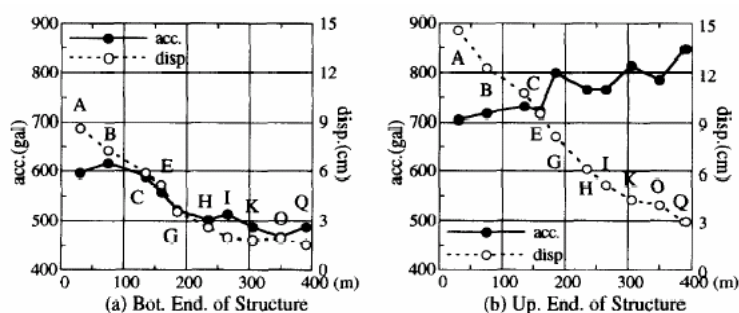 900
800
700
600
500
400
acc.(gal)
acc.
disp.
A
B
C
E
G
H
I
K
O
Q
15
12
9
6
3
0
disp.(cm)
0
100
200
300
400 (m)
(a) Bot. End. of Structure
900
800
700
600
500
400
acc.(gal)
A
B
C
E
G
H
I
K
O
Q
acc.
disp.
15
12
9
6
3
0
disp.(cm)
0
100
200
300
400 (m)
(b) Up. End. of Structure